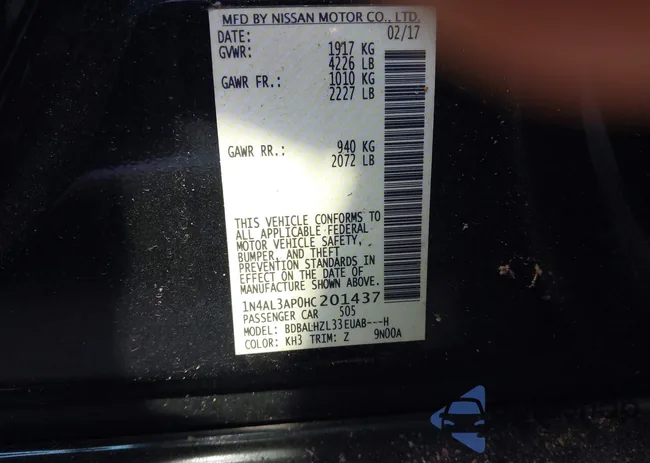 MFD BY NISSAN MOTOR CO., LTD.
DATE: 02/17
GVWR: 1917 KG
4226 LB
GAWR FR.: 1010 KG
2227 LB
GAWR RR.: 940 KG
2072 LB
THIS VEHICLE CONFORMS TO
ALL APPLICABLE FEDERAL
MOTOR VEHICLE SAFETY,
BUMPER, AND THEFT
PREVENTION STANDARDS IN
EFFECT ON THE DATE OF
MANUFACTURE SHOWN ABOVE.
1N4AL3AP0HC201437
PASSENGER CAR 505
MODEL: BDBALHZL33EUAB---H
COLOR: KH3 TRIM: Z 9N00A